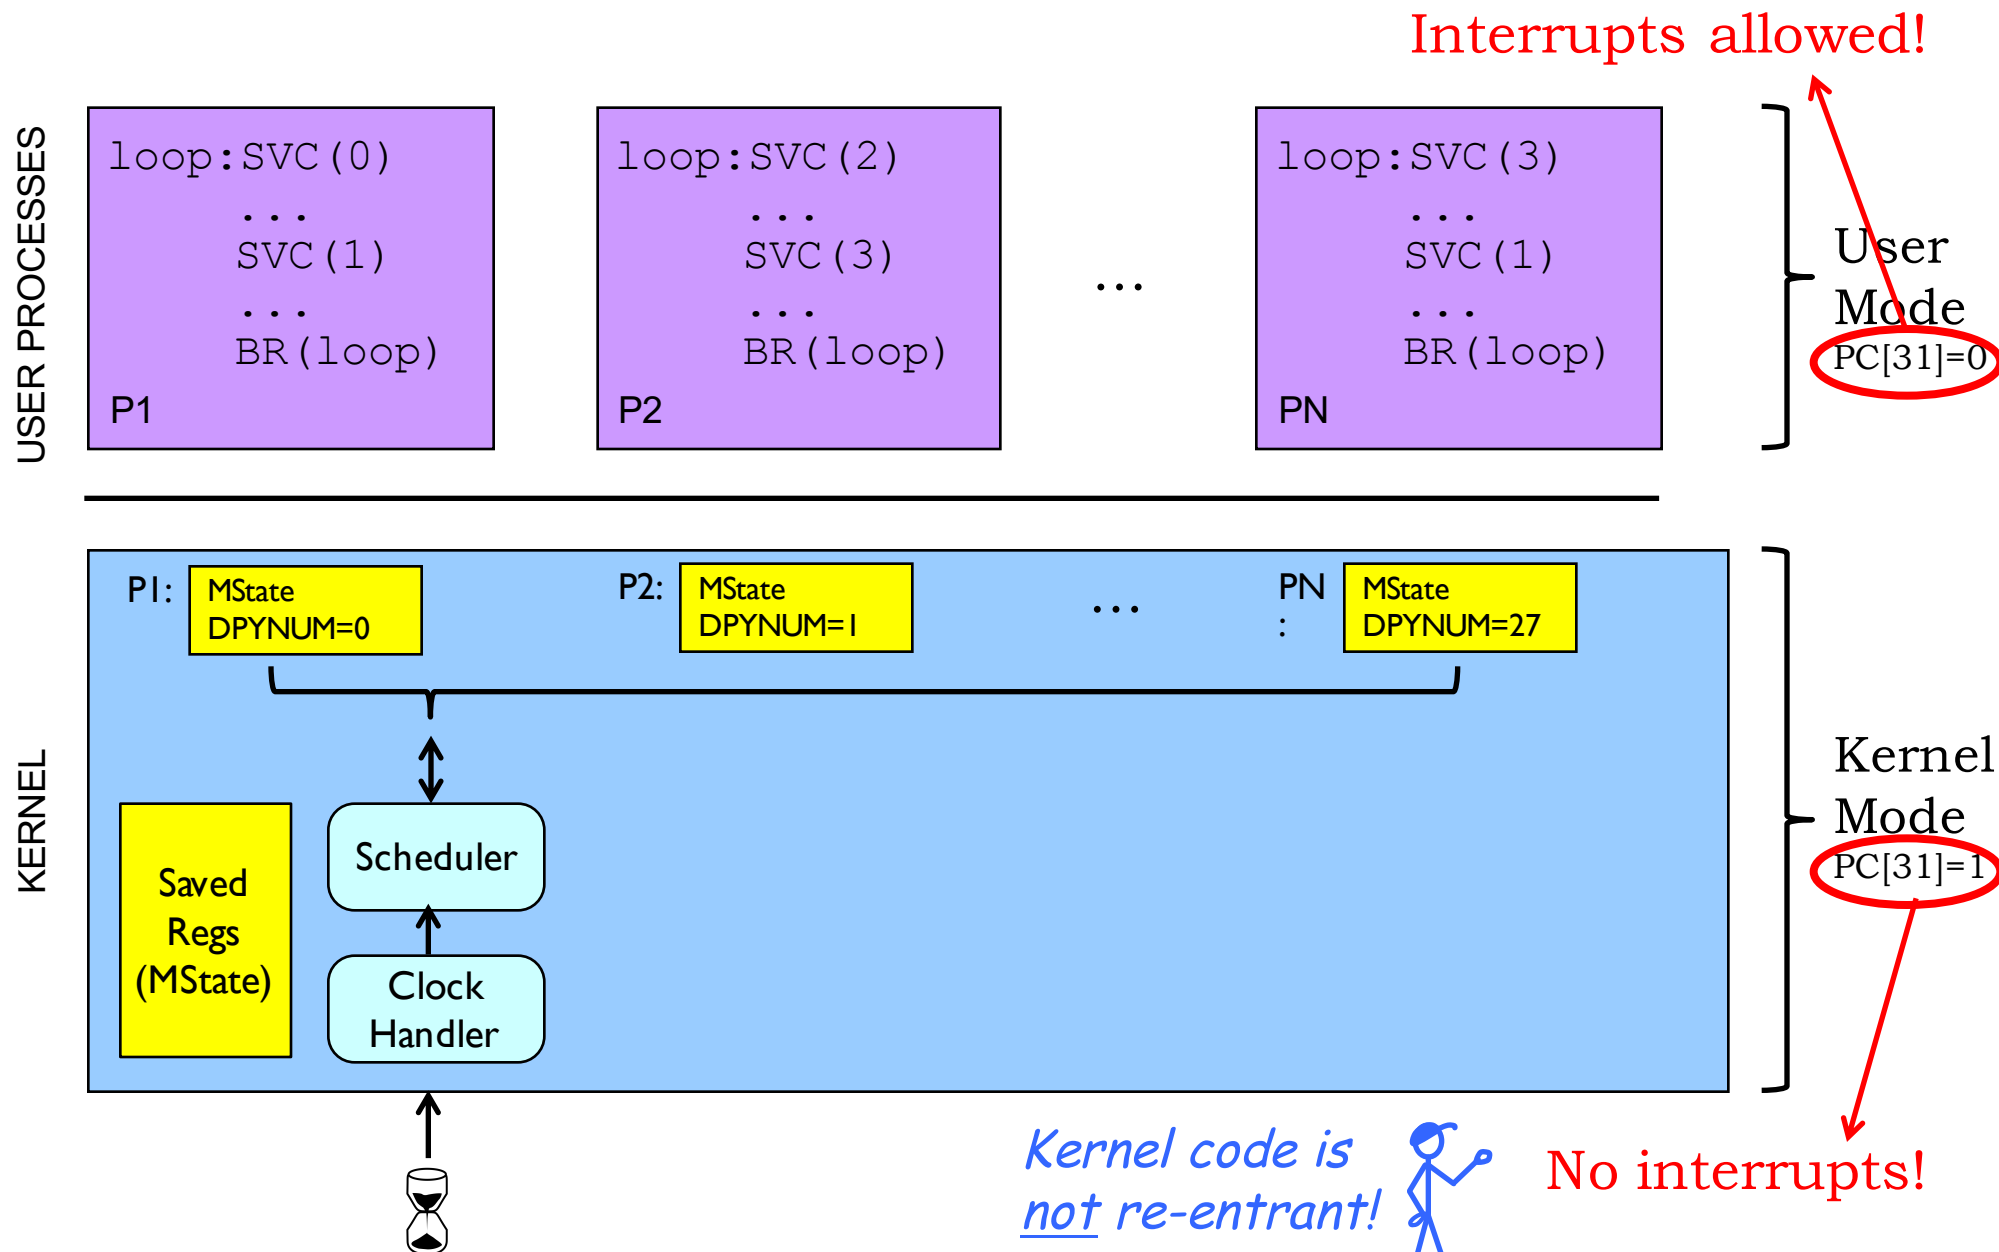 Interrupts allowed!
USER PROCESSES
loop:SVC(0)
...
SVC(1)
...
BR(loop)
P1
loop:SVC(2)
...
SVC(3)
...
BR(loop)
P2
...
loop:SVC(3)
...
SVC(1)
...
BR(loop)
PN
User
Mode
PC[31]=0
KERNEL
P1:
MState
DPYNUM=0
P2:
MState
DPYNUM=1
...
PN
:
MState
DPYNUM=27
Saved
Regs
(MState)
Scheduler
Clock
Handler
Kernel
Mode
PC[31]=1
Kernel code is
not re-entrant!
No interrupts!